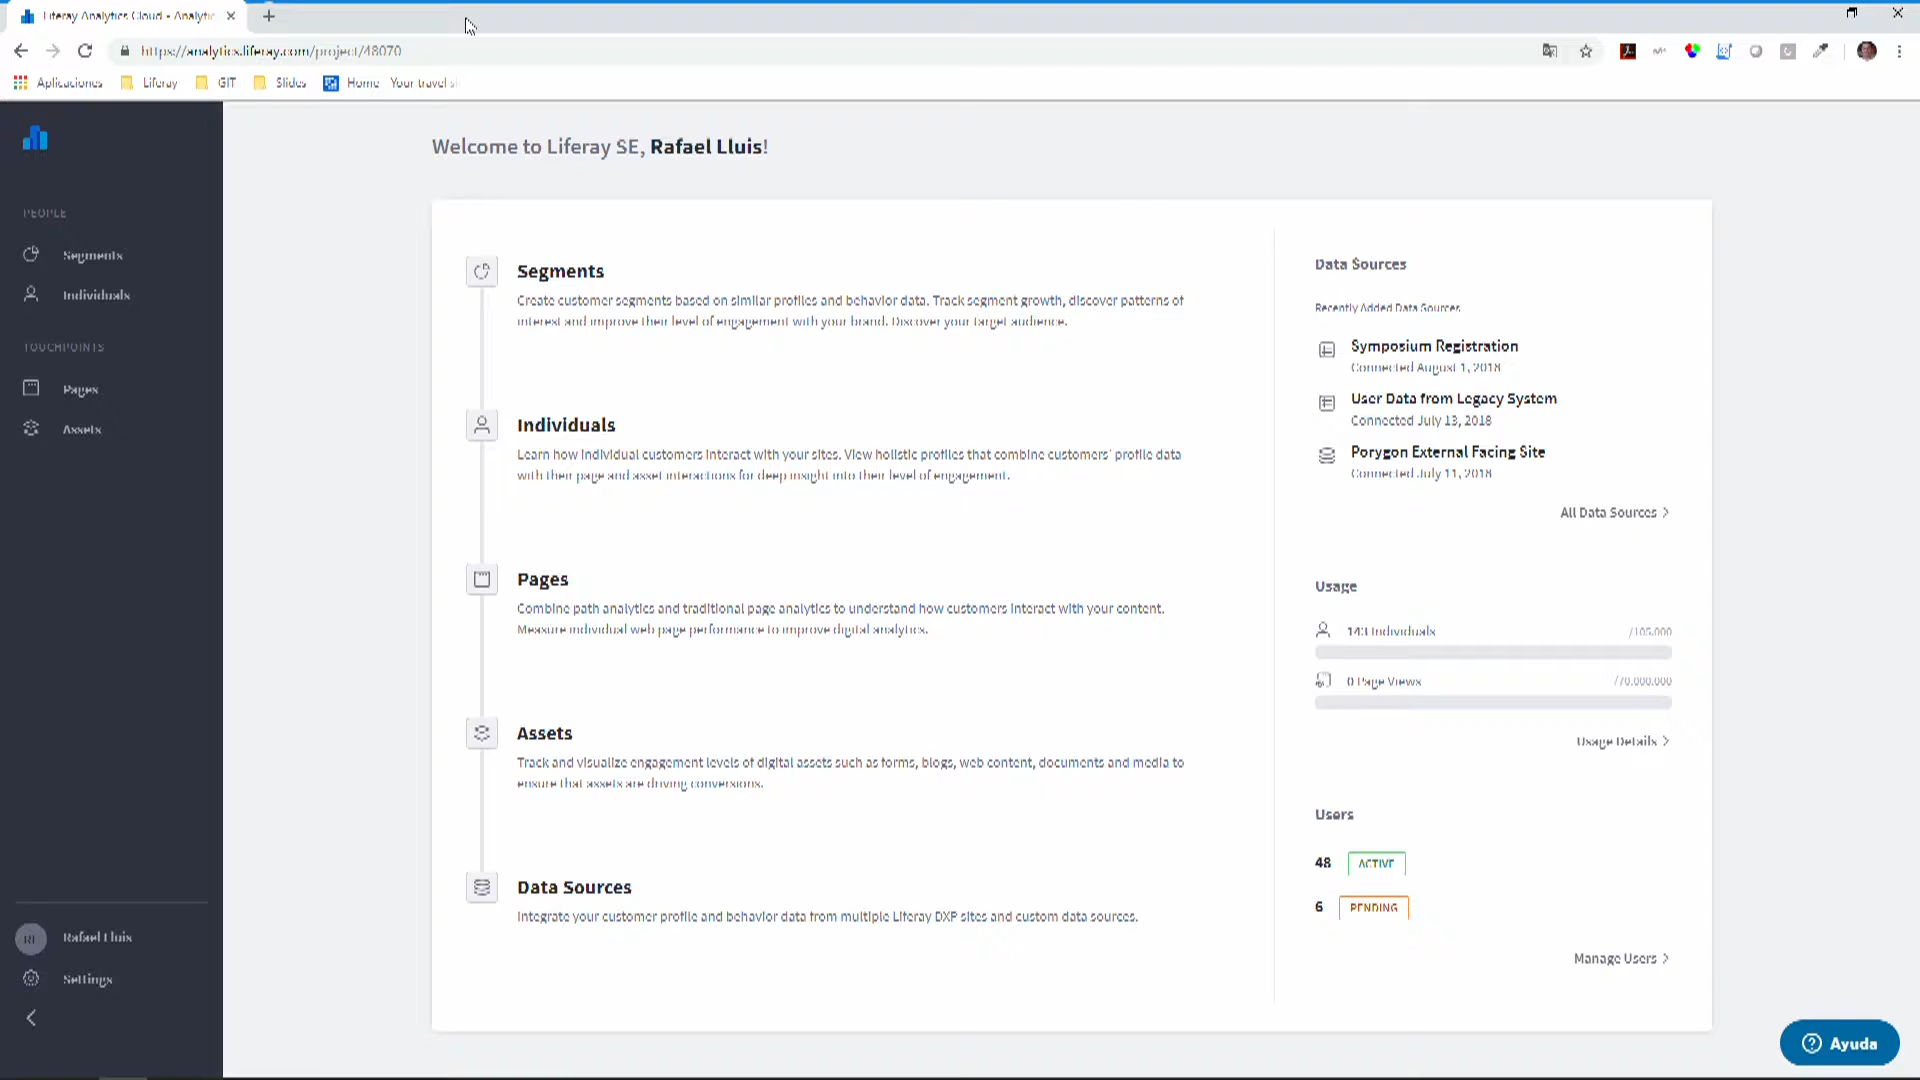 Liferay Analytics Cloud - Analytic
https://analytics.liferay.com/project/48070
Aplicaciones
Liferay
GIT
Slides
Home
Your travel si
Welcome to Liferay SE, Rafael Lluis!
PEOPLE
Segments
Individuals
TOUCHPOINTS
Pages
Assets
RL
Rafael Lluis
Settings
Segments
Create customer segments based on similar profiles and behavior data. Track segment growth, discover patterns of
interest and improve their level of engagement with your brand. Discover your target audience.
Individuals
Learn how individual customers interact with your sites. View holistic profiles that combine customers' profile data
with their page and asset interactions for deep insight into their level of engagement.
Pages
Combine path analytics and traditional page analytics to understand how customers interact with your content.
Measure individual web page performance to improve digital analytics.
Assets
Track and visualize engagement levels of digital assets such as forms, blogs, web content, documents and media to
ensure that assets are driving conversions.
Data Sources
Integrate your customer profile and behavior data from multiple Liferay DXP sites and custom data sources.
Data Sources
Recently Added Data Sources
Symposium Registration
Connected August 1, 2018
User Data from Legacy System
Connected July 13, 2018
Porygon External Facing Site
Connected July 11, 2018
All Data Sources
Usage
143 Individuals /105.000
0 Page Views /70.000.000
Usage Details
Users
48 ACTIVE
6 PENDING
Manage Users
Ayuda